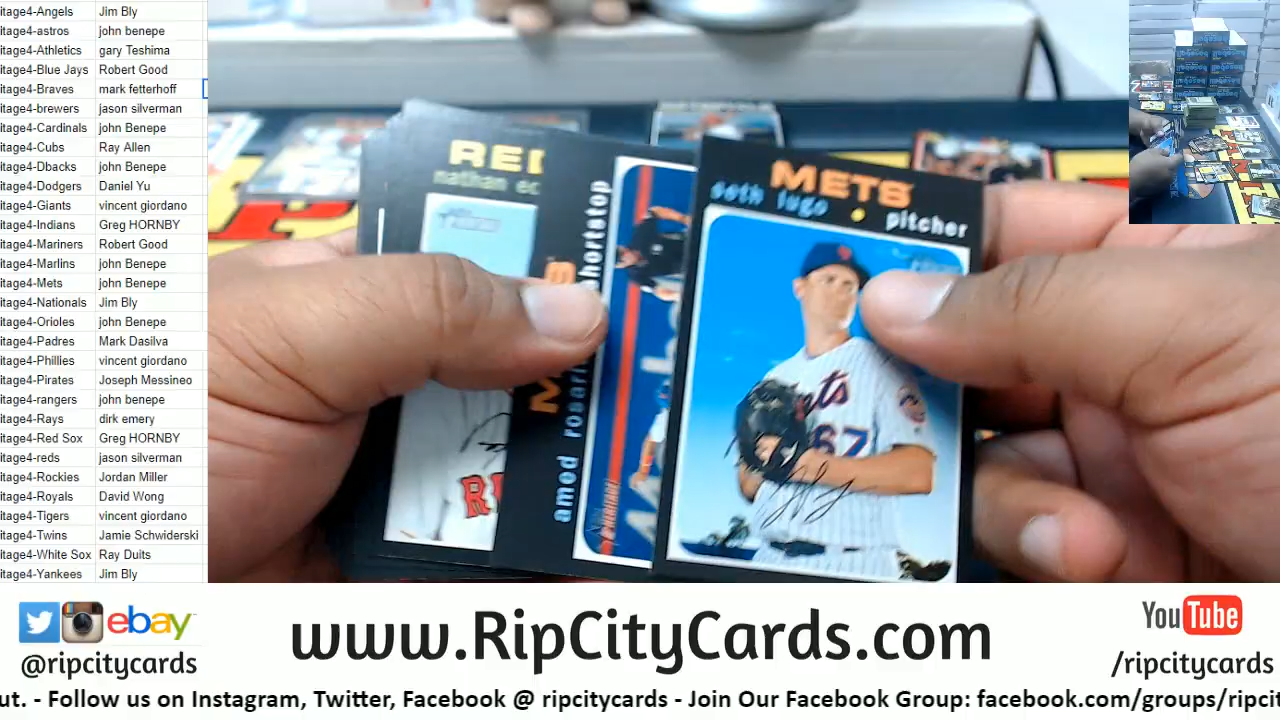 itage4-Angels Jim Bly
itage4-astros john benepe
itage4-Athletics gary Teshima
itage4-Blue Jays Robert Good
itage4-Braves mark fetterhoff
itage4-brewers jason silverman
itage4-Cardinals john Benepe
itage4-Cubs Ray Allen
itage4-Dbacks john Benepe
itage4-Dodgers Daniel Yu
itage4-Giants vincent giordano
itage4-Indians Greg HORNBY
itage4-Mariners Robert Good
itage4-Marlins john Benepe
itage4-Mets john Benepe
itage4-Nationals Jim Bly
itage4-Orioles john Benepe
itage4-Padres Mark Dasilva
itage4-Phillies vincent giordano
itage4-Pirates Joseph Messineo
itage4-rangers john benepe
itage4-Rays dirk emery
itage4-Red Sox Greg HORNBY
itage4-reds jason silverman
itage4-Rockies Jordan Miller
itage4-Royals David Wong
itage4-Tigers vincent giordano
itage4-Twins Jamie Schwiderski
itage4-White Sox Ray Duits
itage4-Yankees Jim Bly
RED
nathan
amed rosari
shortstop
METS
seth lugo • pitcher
Mets
67
ebay
@ripcitycards
www.RipCityCards.com
YouTube
/ripcitycards
ut. - Follow us on Instagram, Twitter, Facebook @ ripcitycards - Join Our Facebook Group: facebook.com/groups/ripci